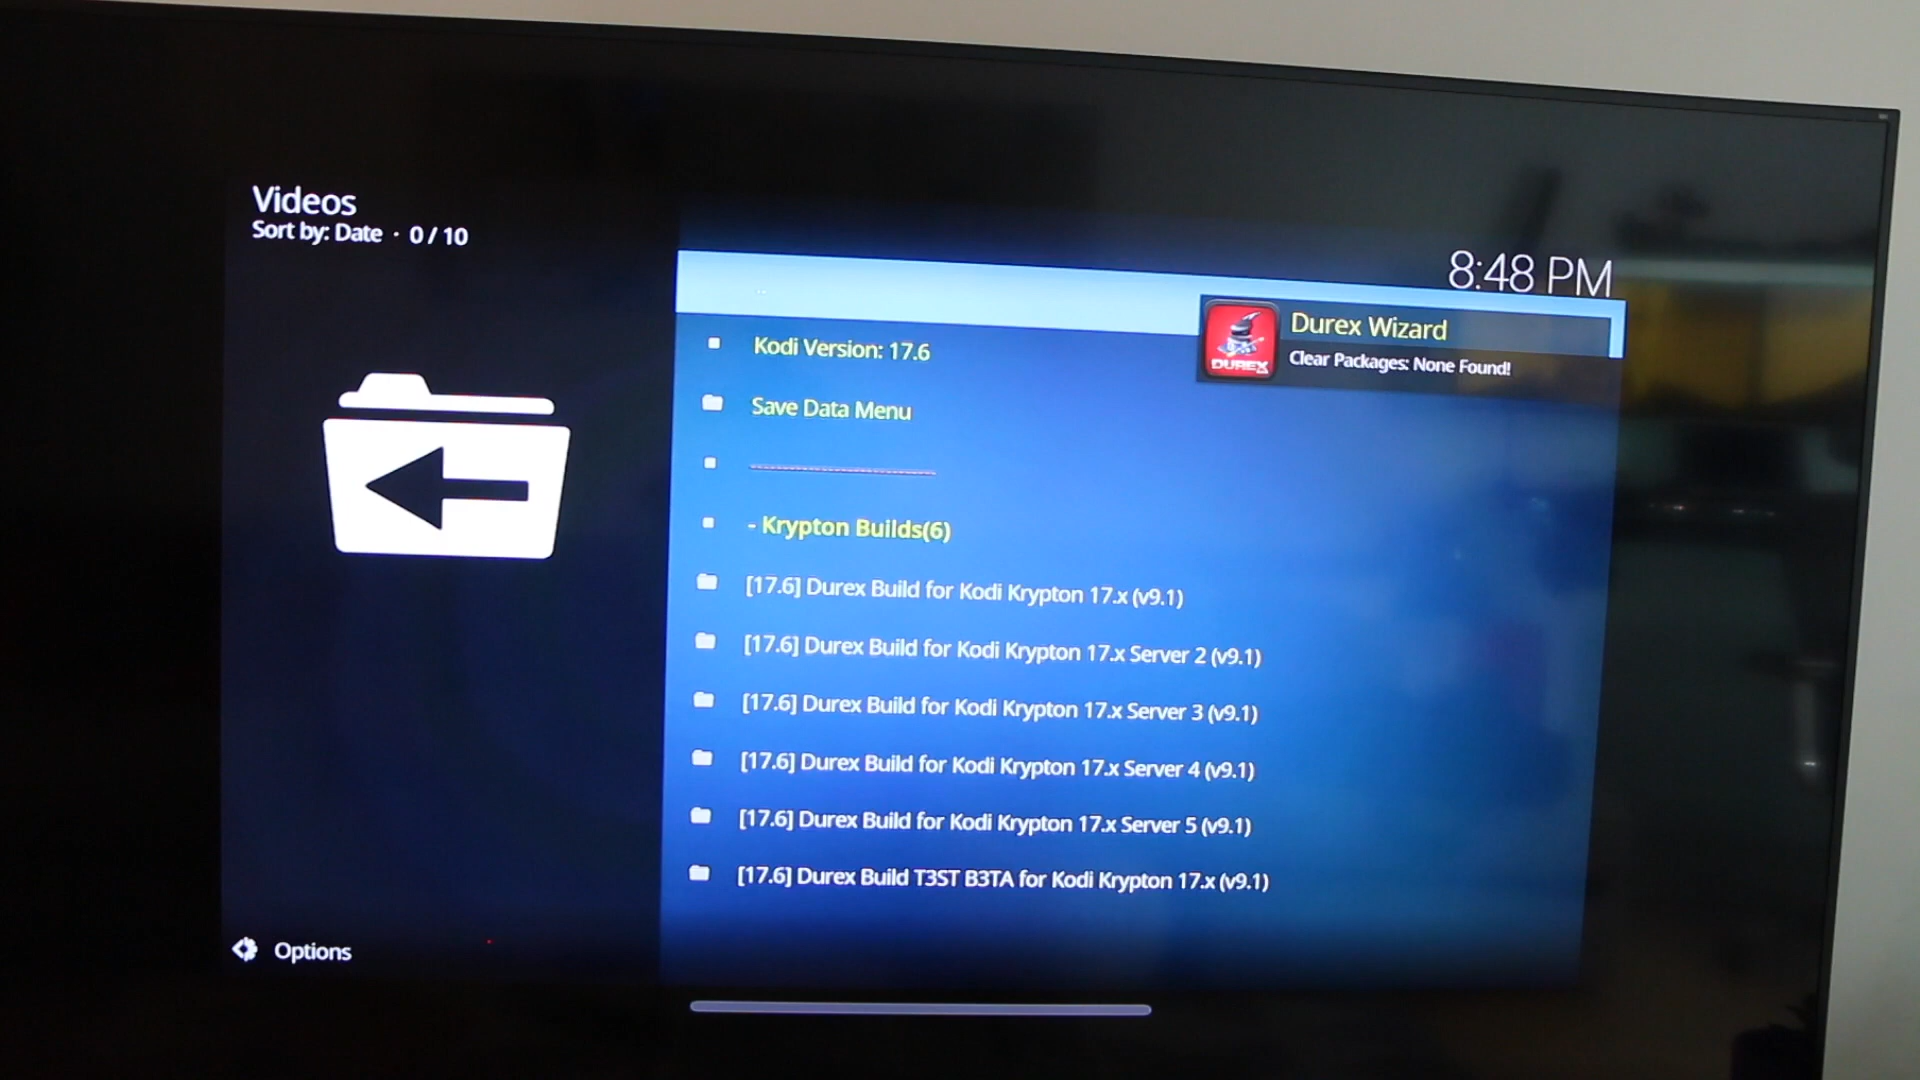 Videos
Sort by: Date · 0 / 10
8:48 PM
..
Durex Wizard
Clear Packages: None Found!
DUREX
Kodi Version: 17.6
Save Data Menu
- Krypton Builds(6)
[17.6] Durex Build for Kodi Krypton 17.x (v9.1)
[17.6] Durex Build for Kodi Krypton 17.x Server 2 (v9.1)
[17.6] Durex Build for Kodi Krypton 17.x Server 3 (v9.1)
[17.6] Durex Build for Kodi Krypton 17.x Server 4 (v9.1)
[17.6] Durex Build for Kodi Krypton 17.x Server 5 (v9.1)
[17.6] Durex Build T3ST B3TA for Kodi Krypton 17.x (v9.1)
Options